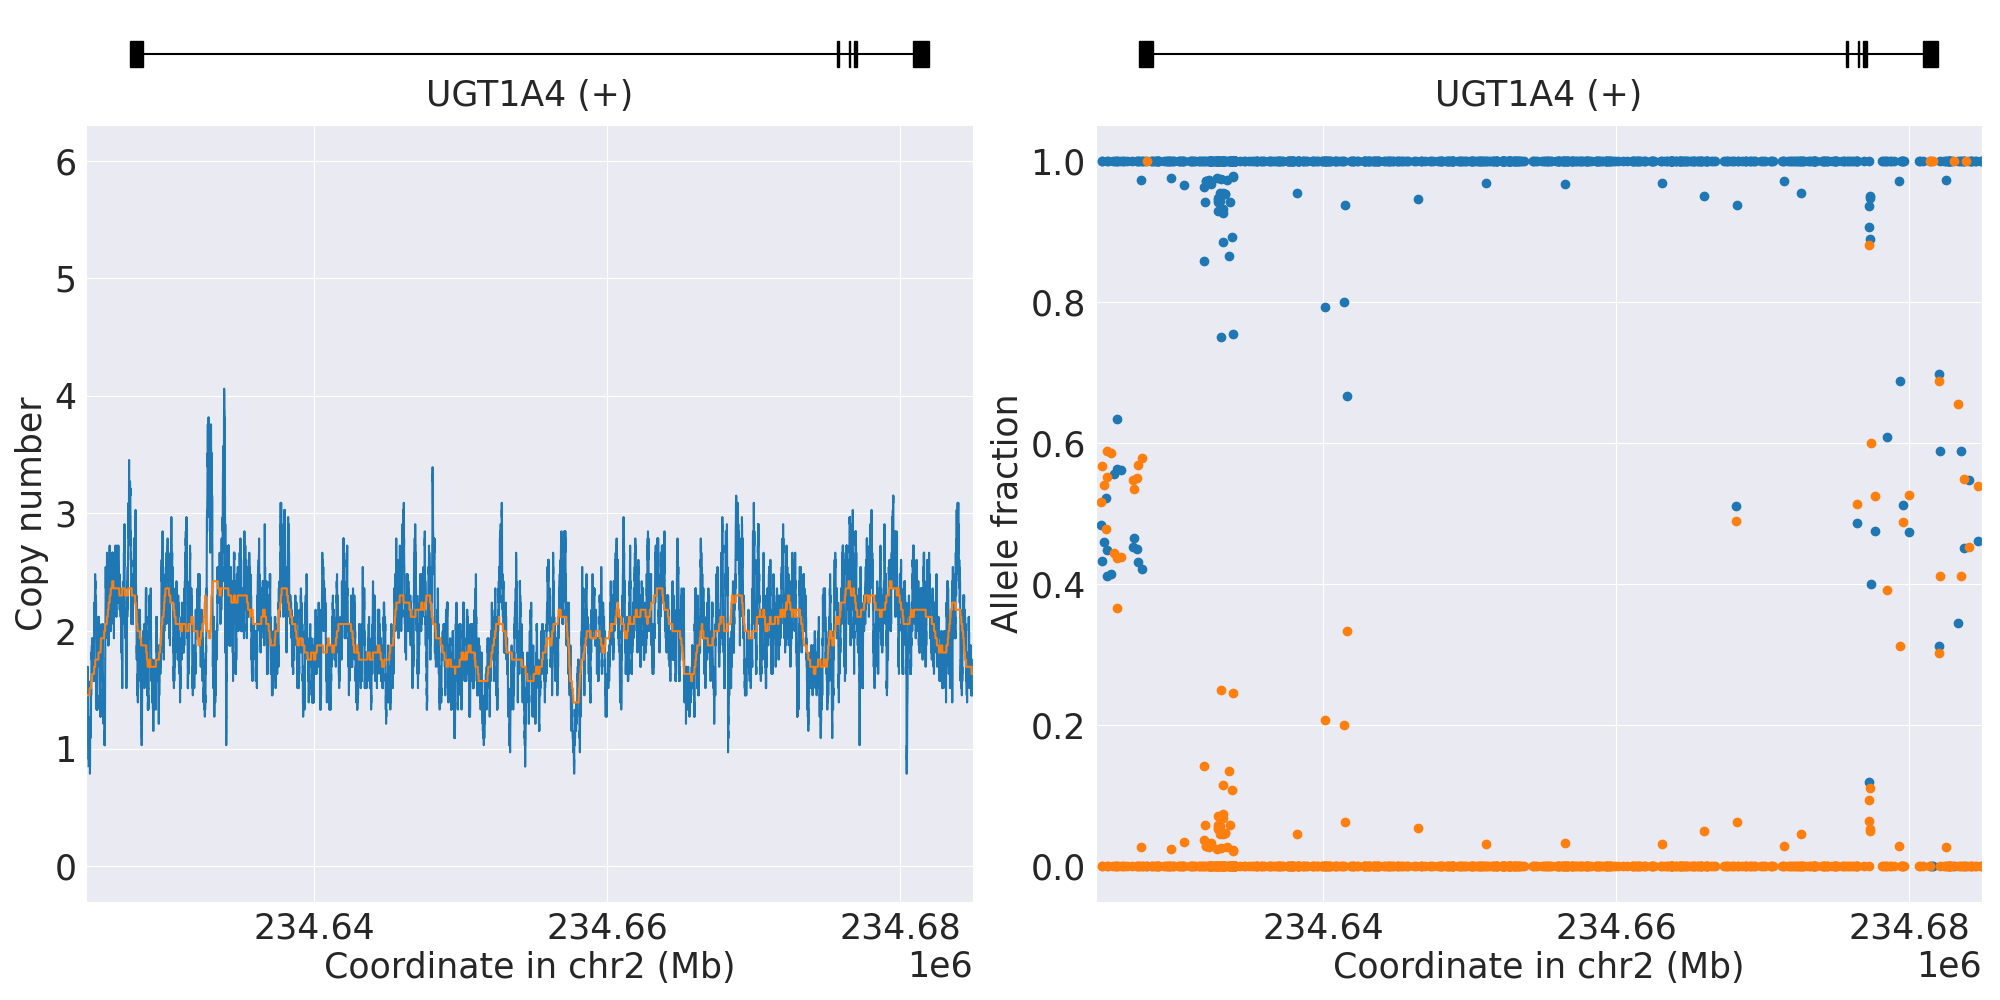 UGT1A4 (+)
6
5
4
3
2
1
0
Copy number
234.64 234.66 234.68
Coordinate in chr2 (Mb) 1e6
UGT1A4 (+)
1.0
0.8
0.6
0.4
0.2
0.0
Allele fraction
234.64 234.66 234.68
Coordinate in chr2 (Mb) 1e6